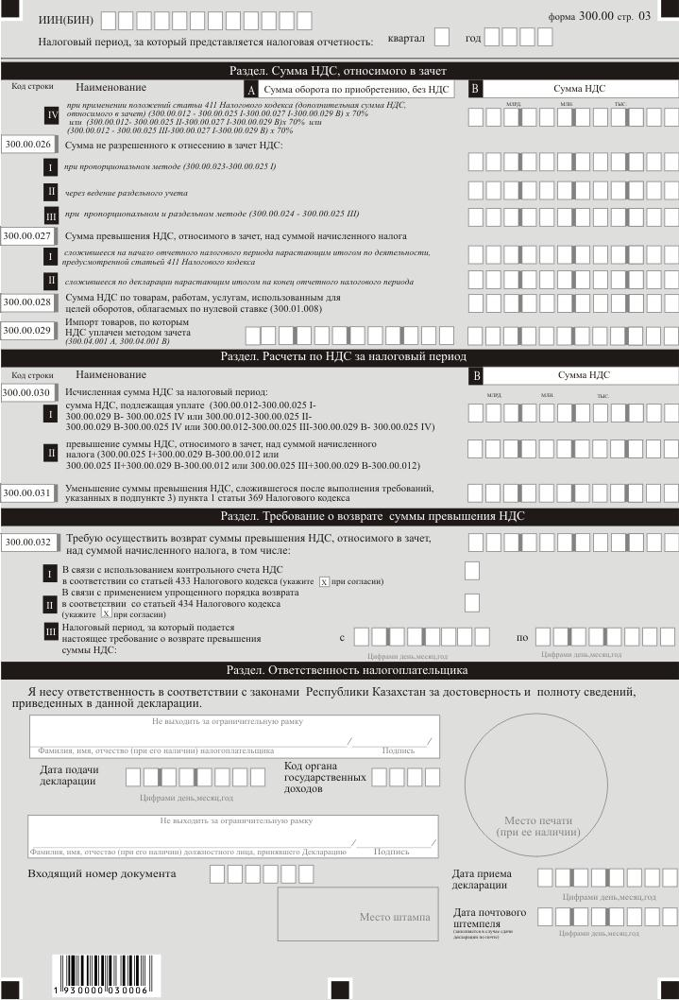 ИИН(БИН)
форма 300.00 стр. 03
Налоговый период, за который представляется налоговая отчетность: квартал год
Раздел. Сумма НДС, относимого в зачет
Код строки Наименование A Сумма оборота по приобретению, без НДС B Сумма НДС
МЛРД. МЛН. ТЫС.
IV при применении положений статьи 411 Налогового кодекса (дополнительная сумма НДС,
относимого в зачет) (300.00.012 - 300.00.025 I-300.00.027 I-300.00.029 B) x 70%
или (300.00.012- 300.00.025 II-300.00.027 I-300.00.029 B)x 70% или
(300.00.012 - 300.00.025 III-300.00.027 I-300.00.029 B) x 70%
300.00.026 Сумма не разрешенного к отнесению в зачет НДС:
I при пропорциональном методе (300.00.023-300.00.025 I)
II через ведение раздельного учета
III при пропорциональном и раздельном методе (300.00.024 - 300.00.025 III)
300.00.027 Сумма превышения НДС, относимого в зачет, над суммой начисленного налога
I сложившееся на начало отчетного налогового периода нарастающим итогом по деятельности,
предусмотренной статьей 411 Налогового кодекса
II сложившееся по декларации нарастающим итогом на конец отчетного налогового периода
300.00.028 Сумма НДС по товарам, работам, услугам, использованным для
целей оборотов, облагаемых по нулевой ставке (300.01.008)
300.00.029 Импорт товаров, по которым
НДС уплачен методом зачета
(300.04.001 A, 300.04.001 B)
Раздел. Расчеты по НДС за налоговый период
Код строки Наименование B Сумма НДС
300.00.030 Исчисленная сумма НДС за налоговый период:
МЛРД. МЛН. ТЫС.
I сумма НДС, подлежащая уплате (300.00.012-300.00.025 I-
300.00.029 B- 300.00.025 IV или 300.00.012-300.00.025 II-
300.00.029 B-300.00.025 IV или 300.00.012-300.00.025 III-300.00.029 B- 300.00.025 IV)
II превышение суммы НДС, относимого в зачет, над суммой начисленного
налога (300.00.025 I+300.00.029 B-300.00.012 или
300.00.025 II+300.00.029 B-300.00.012 или 300.00.025 III+300.00.029 B-300.00.012)
300.00.031 Уменьшение суммы превышения НДС, сложившегося после выполнения требований,
указанных в подпункте 3) пункта 1 статьи 369 Налогового кодекса
Раздел. Требование о возврате суммы превышения НДС
300.00.032 Требую осуществить возврат суммы превышения НДС, относимого в зачет,
над суммой начисленного налога, в том числе:
I В связи с использованием контрольного счета НДС
в соответствии со статьей 433 Налогового кодекса (укажите X при согласии)
II В связи с применением упрощенного порядка возврата
в соответствии со статьей 434 Налогового кодекса
(укажите X при согласии)
III Налоговый период, за который подается
настоящее требование о возврате превышения с по
суммы НДС:
Цифрами день,месяц,год Цифрами день,месяц,год
Раздел. Ответственность налогоплательщика
Я несу ответственность в соответствии с законами Республики Казахстан за достоверность и полноту сведений,
приведенных в данной декларации.
Не выходить за ограничительную рамку
/ /
Фамилия, имя, отчество (при его наличии) налогоплательщика Подпись
Дата подачи
декларации
Цифрами день,месяц,год
Код органа
государственных
доходов
Место печати
(при ее наличии)
Не выходить за ограничительную рамку
/ /
Фамилия, имя, отчество (при его наличии) должностного лица, принявшего Декларацию Подпись
Входящий номер документа
Дата приема
декларации
Цифрами день,месяц,год
Место штампа
Дата почтового
штемпеля
(заполняется в случае сдачи
декларации по почте)
Цифрами день,месяц,год
1 930000 030006